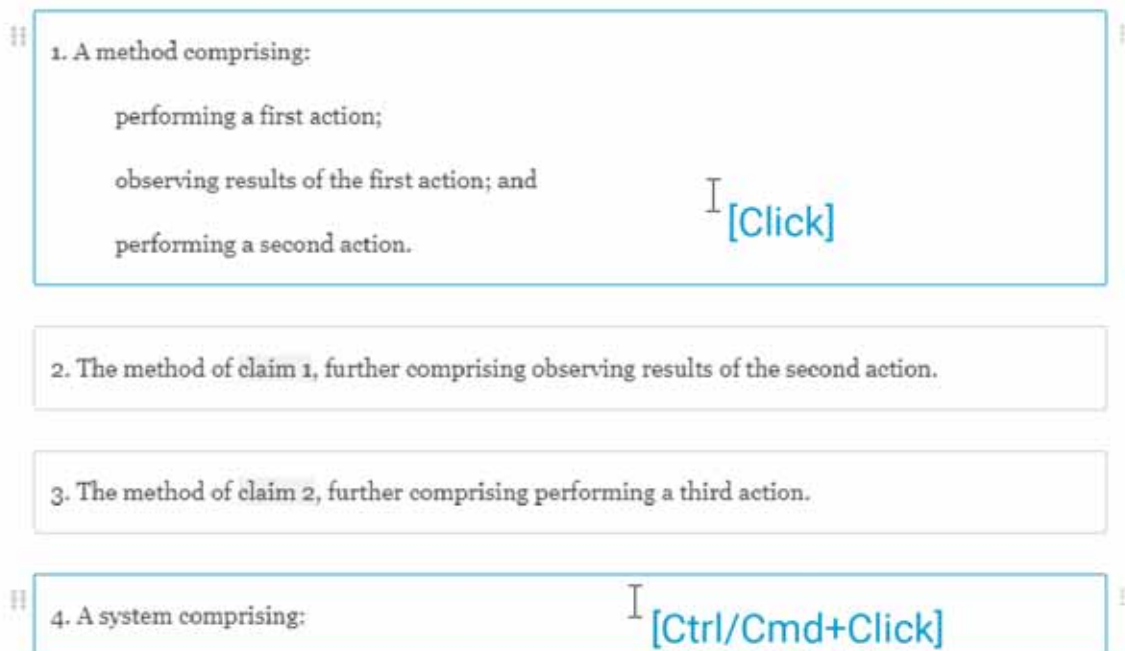 1. A method comprising:
performing a first action;
observing results of the first action; and
[Click]
performing a second action.
2. The method of claim 1, further comprising observing results of the second action.
3. The method of claim 2, further comprising performing a third action.
4. A system comprising:
[Ctrl/Cmd+Click]